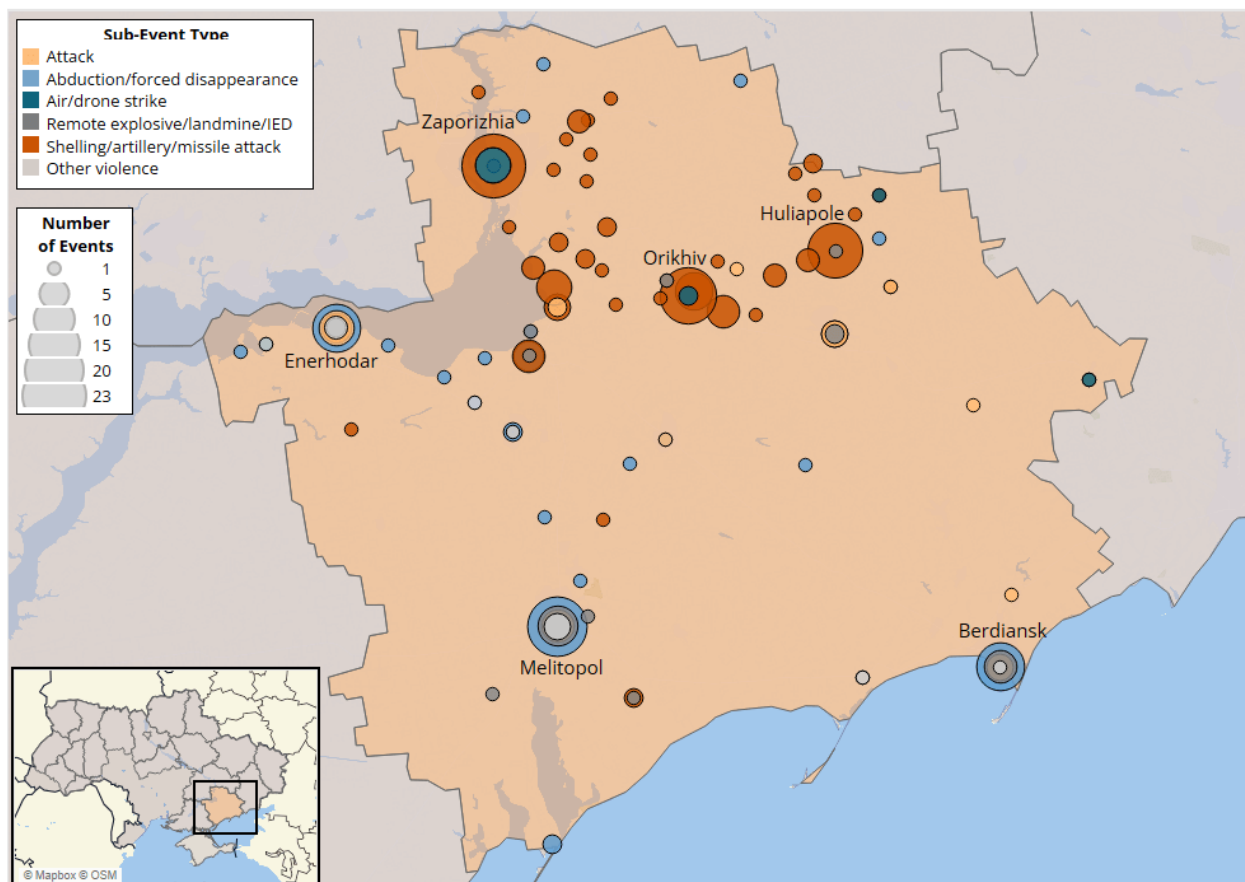 Sub-Event Type
Attack
Abduction/forced disappearance
Air/drone strike
Remote explosive/landmine/IED
Shelling/artillery/missile attack
Other violence
Number
of Events
1
5
10
15
20
23
Zaporizhia
Huliapole
Orikhiv
Enerhodar
Berdiansk
Melitopol
© Mapbox © OSM